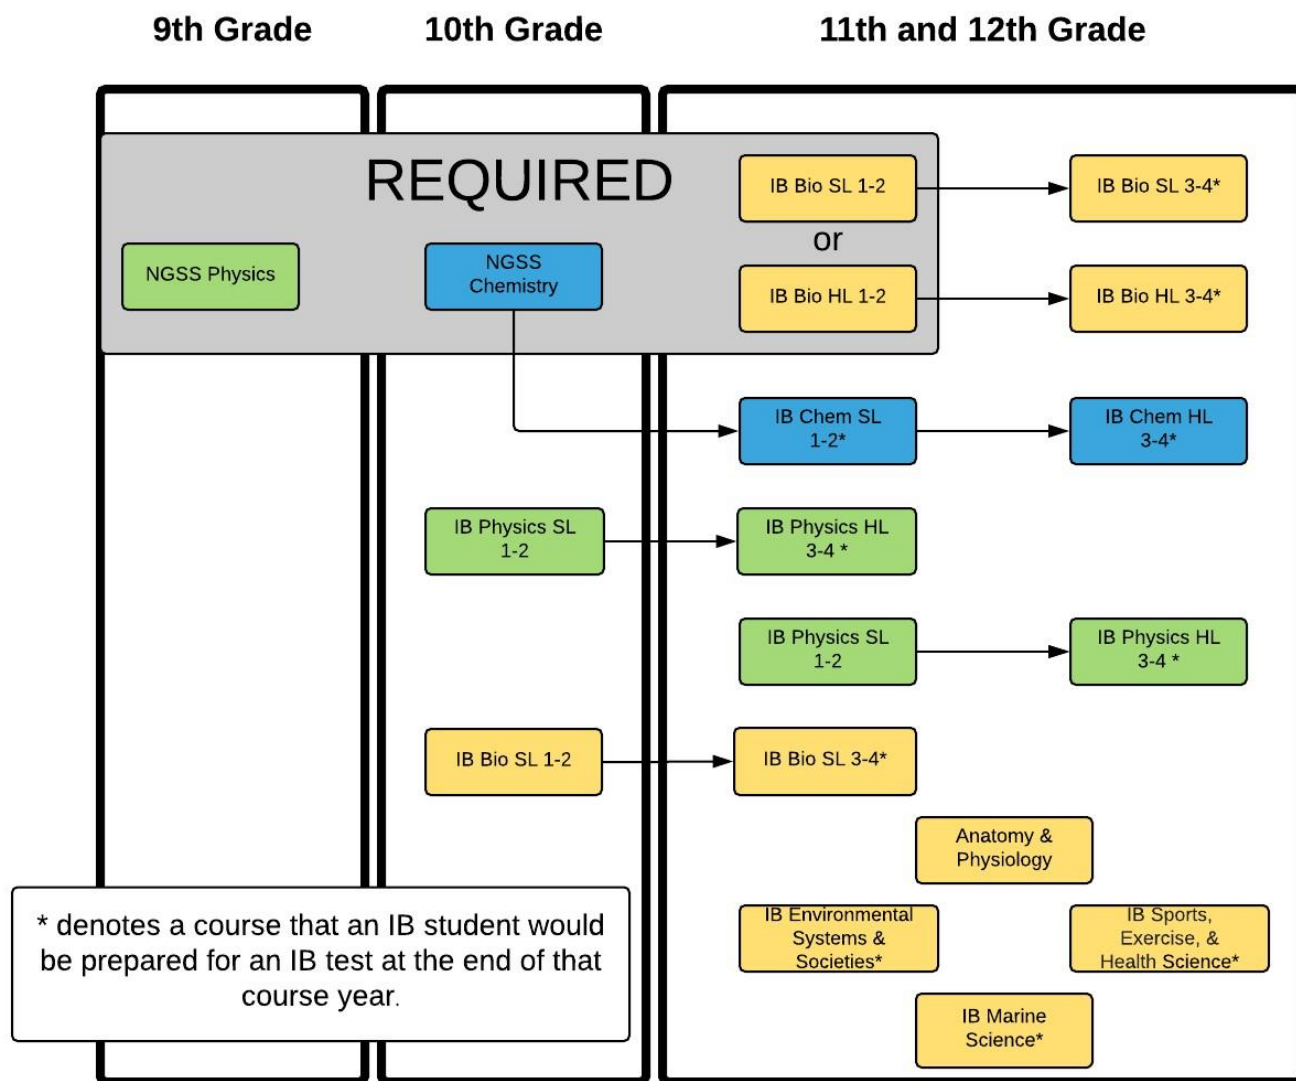 9th Grade
10th Grade
11th and 12th Grade
REQUIRED
IB Bio SL 1-2
IB Bio SL 3-4*
or
NGSS Physics
NGSS
Chemistry
IB Bio HL 1-2
IB Bio HL 3-4*
IB Chem SL
1-2*
IB Chem HL
3-4*
IB Physics SL
1-2
IB Physics HL
3-4 *
IB Physics SL
1-2
IB Physics HL
3-4 *
IB Bio SL 1-2
IB Bio SL 3-4*
Anatomy &
Physiology
* denotes a course that an IB student would
be prepared for an IB test at the end of that
course year.
IB Environmental
Systems &
Societies*
IB Sports,
Exercise, &
Health Science*
IB Marine
Science*